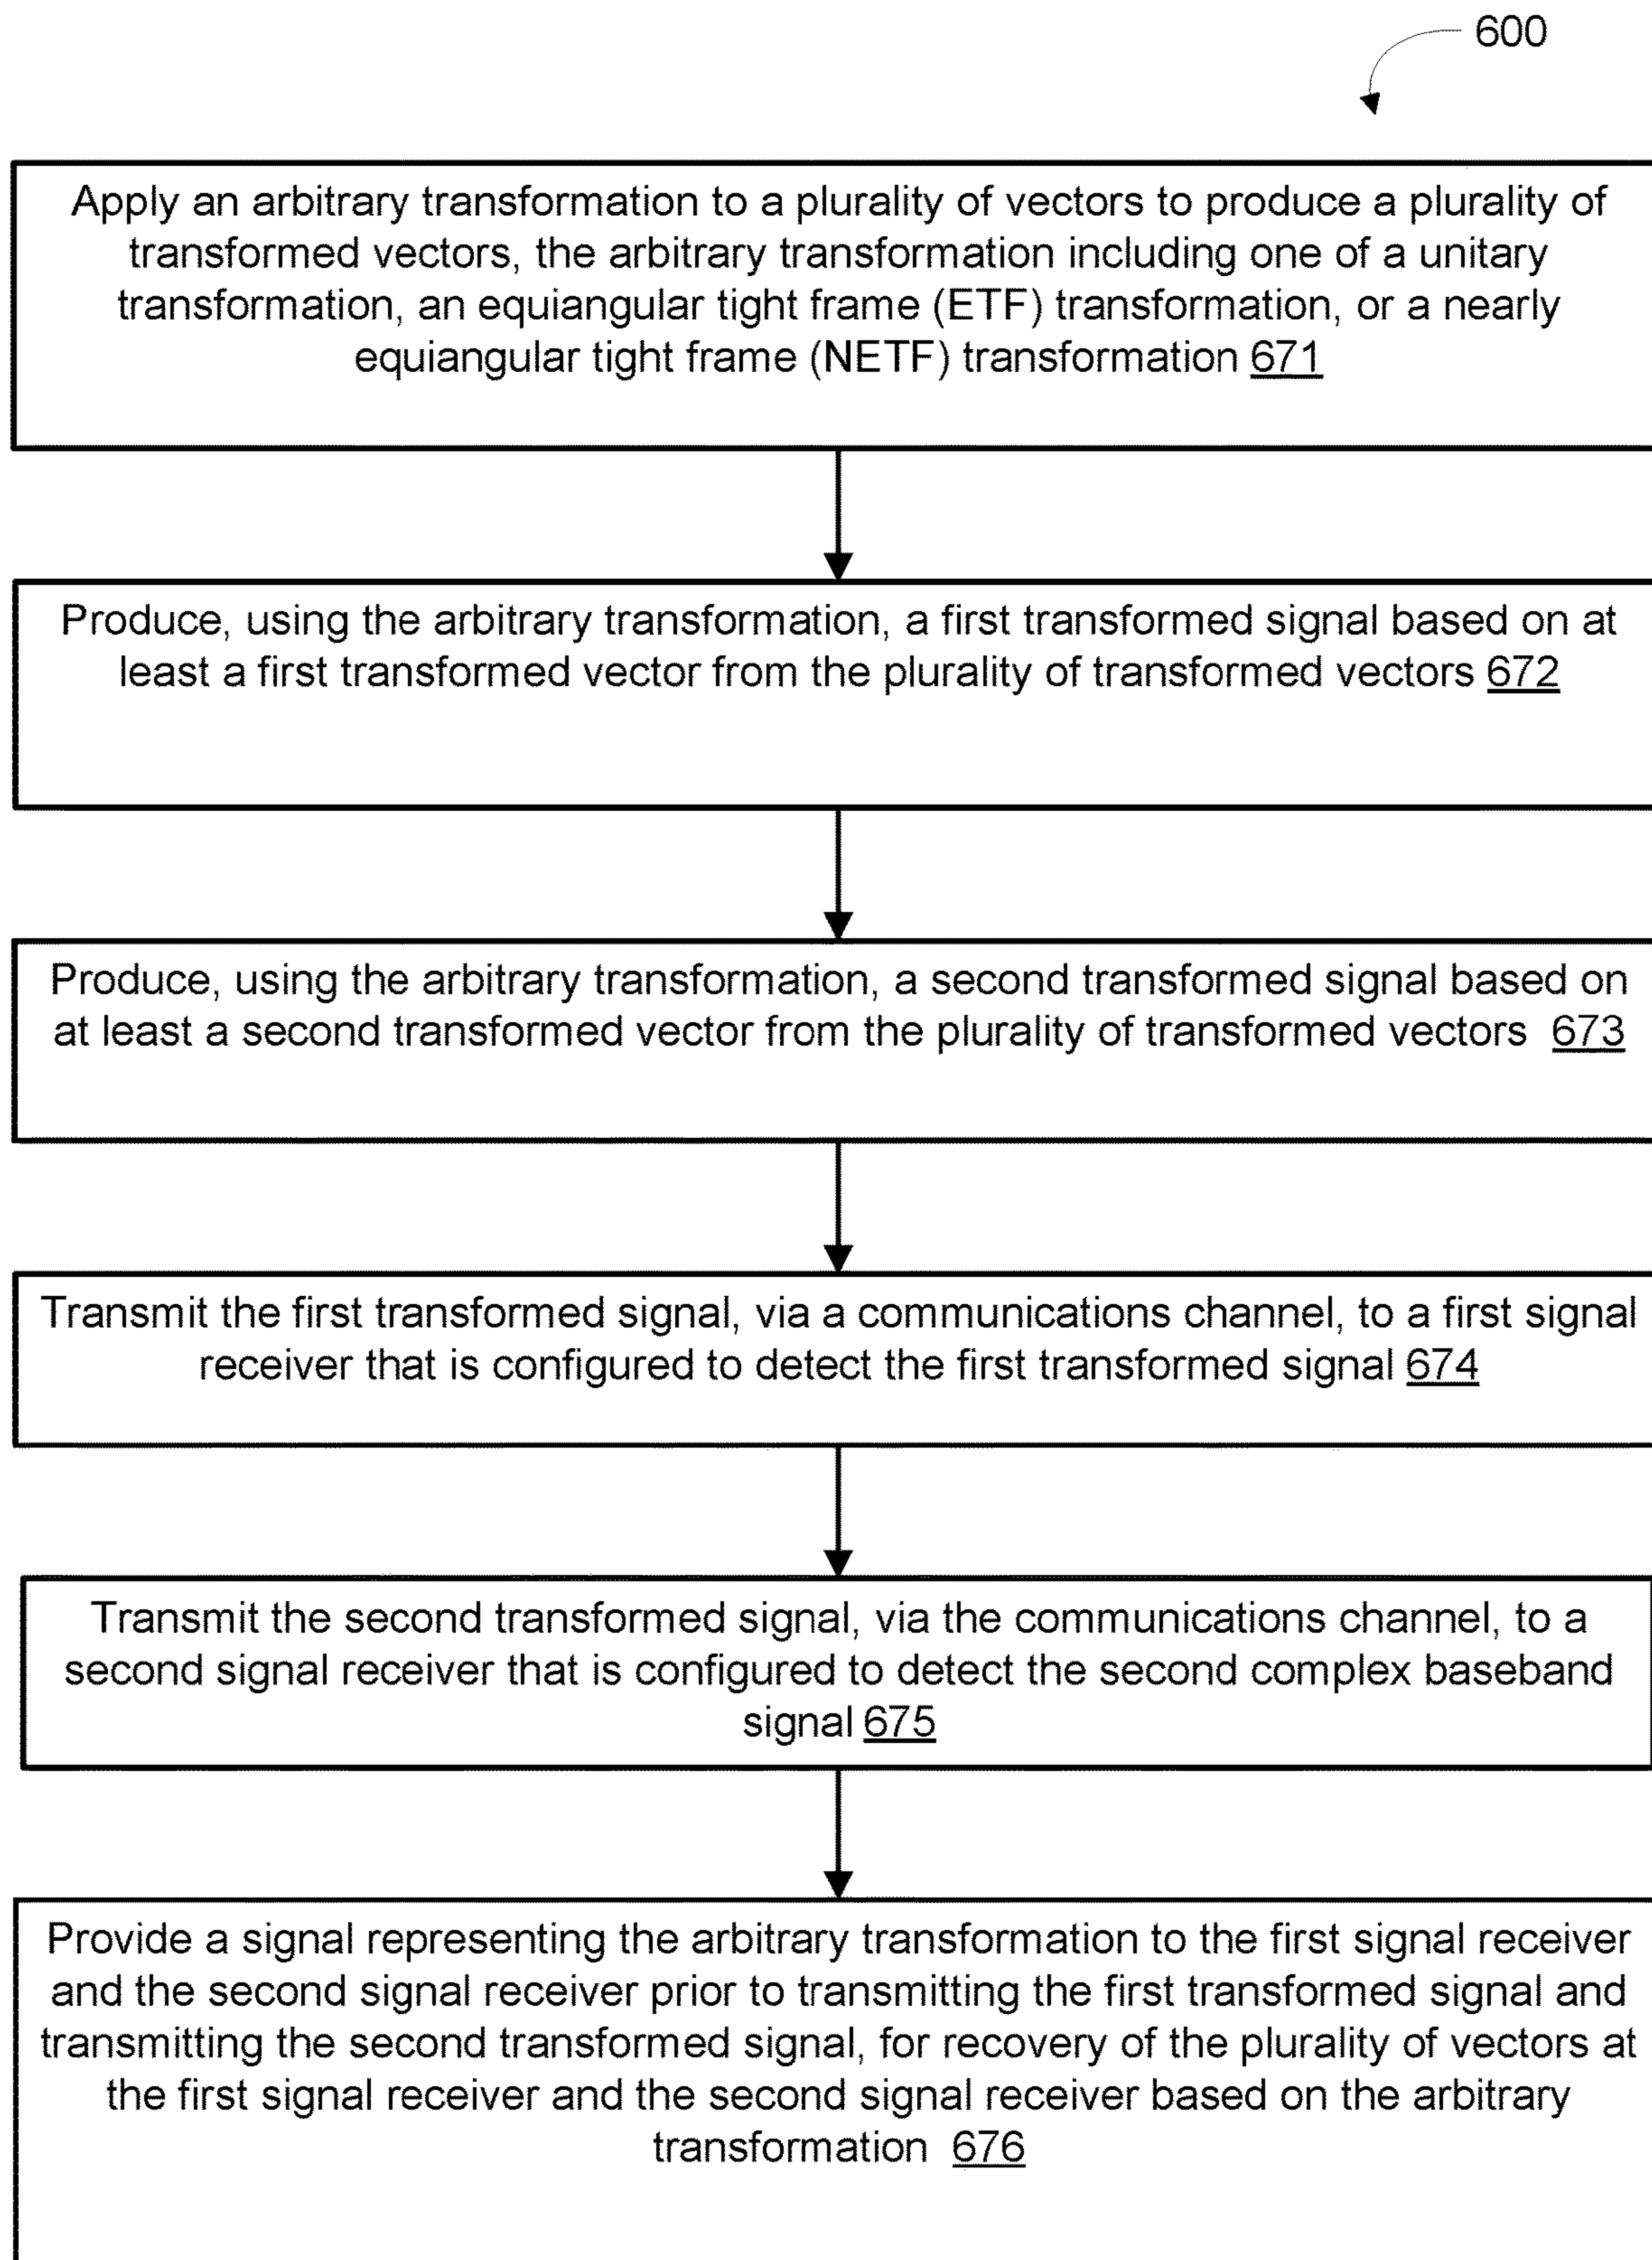 600
Apply an arbitrary transformation to a plurality of vectors to produce a plurality of
transformed vectors, the arbitrary transformation including one of a unitary
transformation, an equiangular tight frame (ETF) transformation, or a nearly
equiangular tight frame (NETF) transformation 671
Produce, using the arbitrary transformation, a first transformed signal based on at
least a first transformed vector from the plurality of transformed vectors 672
Produce, using the arbitrary transformation, a second transformed signal based on
at least a second transformed vector from the plurality of transformed vectors 673
Transmit the first transformed signal, via a communications channel, to a first signal
receiver that is configured to detect the first transformed signal 674
Transmit the second transformed signal, via the communications channel, to a
second signal receiver that is configured to detect the second complex baseband
signal 675
Provide a signal representing the arbitrary transformation to the first signal receiver
and the second signal receiver prior to transmitting the first transformed signal and
transmitting the second transformed signal, for recovery of the plurality of vectors at
the first signal receiver and the second signal receiver based on the arbitrary
transformation 676